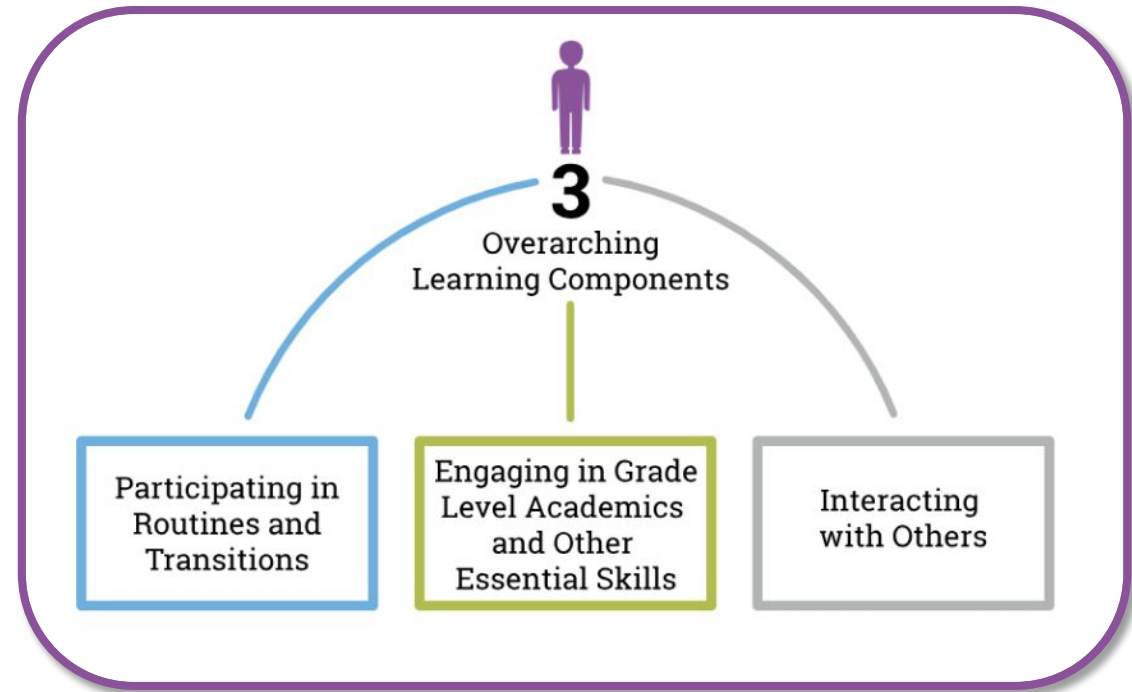 3
Overarching
Learning Components
Participating in
Routines and
Transitions
Engaging in Grade
Level Academics
and Other
Essential Skills
Interacting
with Others